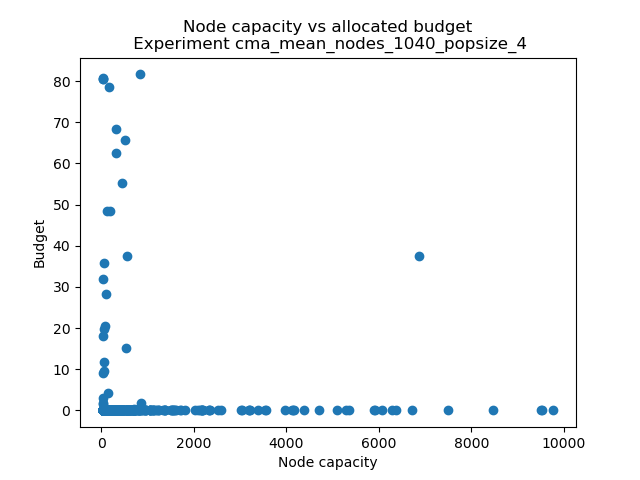 Node capacity vs allocated budget
Experiment cma_mean_nodes_1040_popsize_4
80
70
60
50
40
30
20
10
0
Budget
0 2000 4000 6000 8000 10000
Node capacity